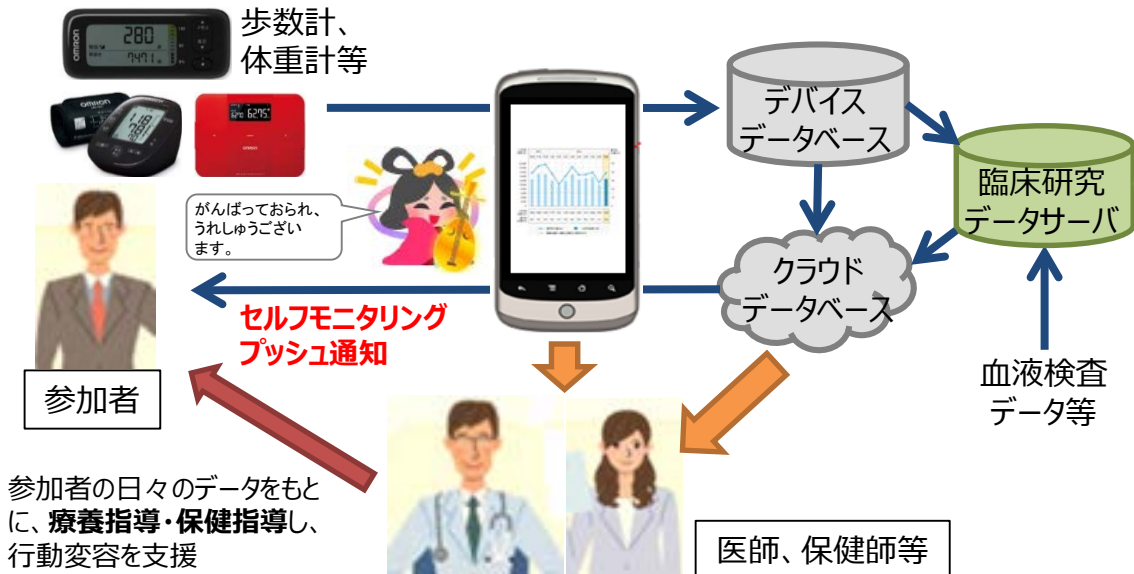 歩数計、
体重計等
OMRON
280
7471
OMRON
6275
OMRON
がんばっておられ、
うれしゅうござい
ます。
デバイス
データベース
臨床研究
データサーバ
クラウド
データベース
セルフモニタリング
プッシュ通知
血液検査
データ等
参加者
参加者の日々のデータをもと
に、療養指導・保健指導し、
行動変容を支援
医師、保健師等